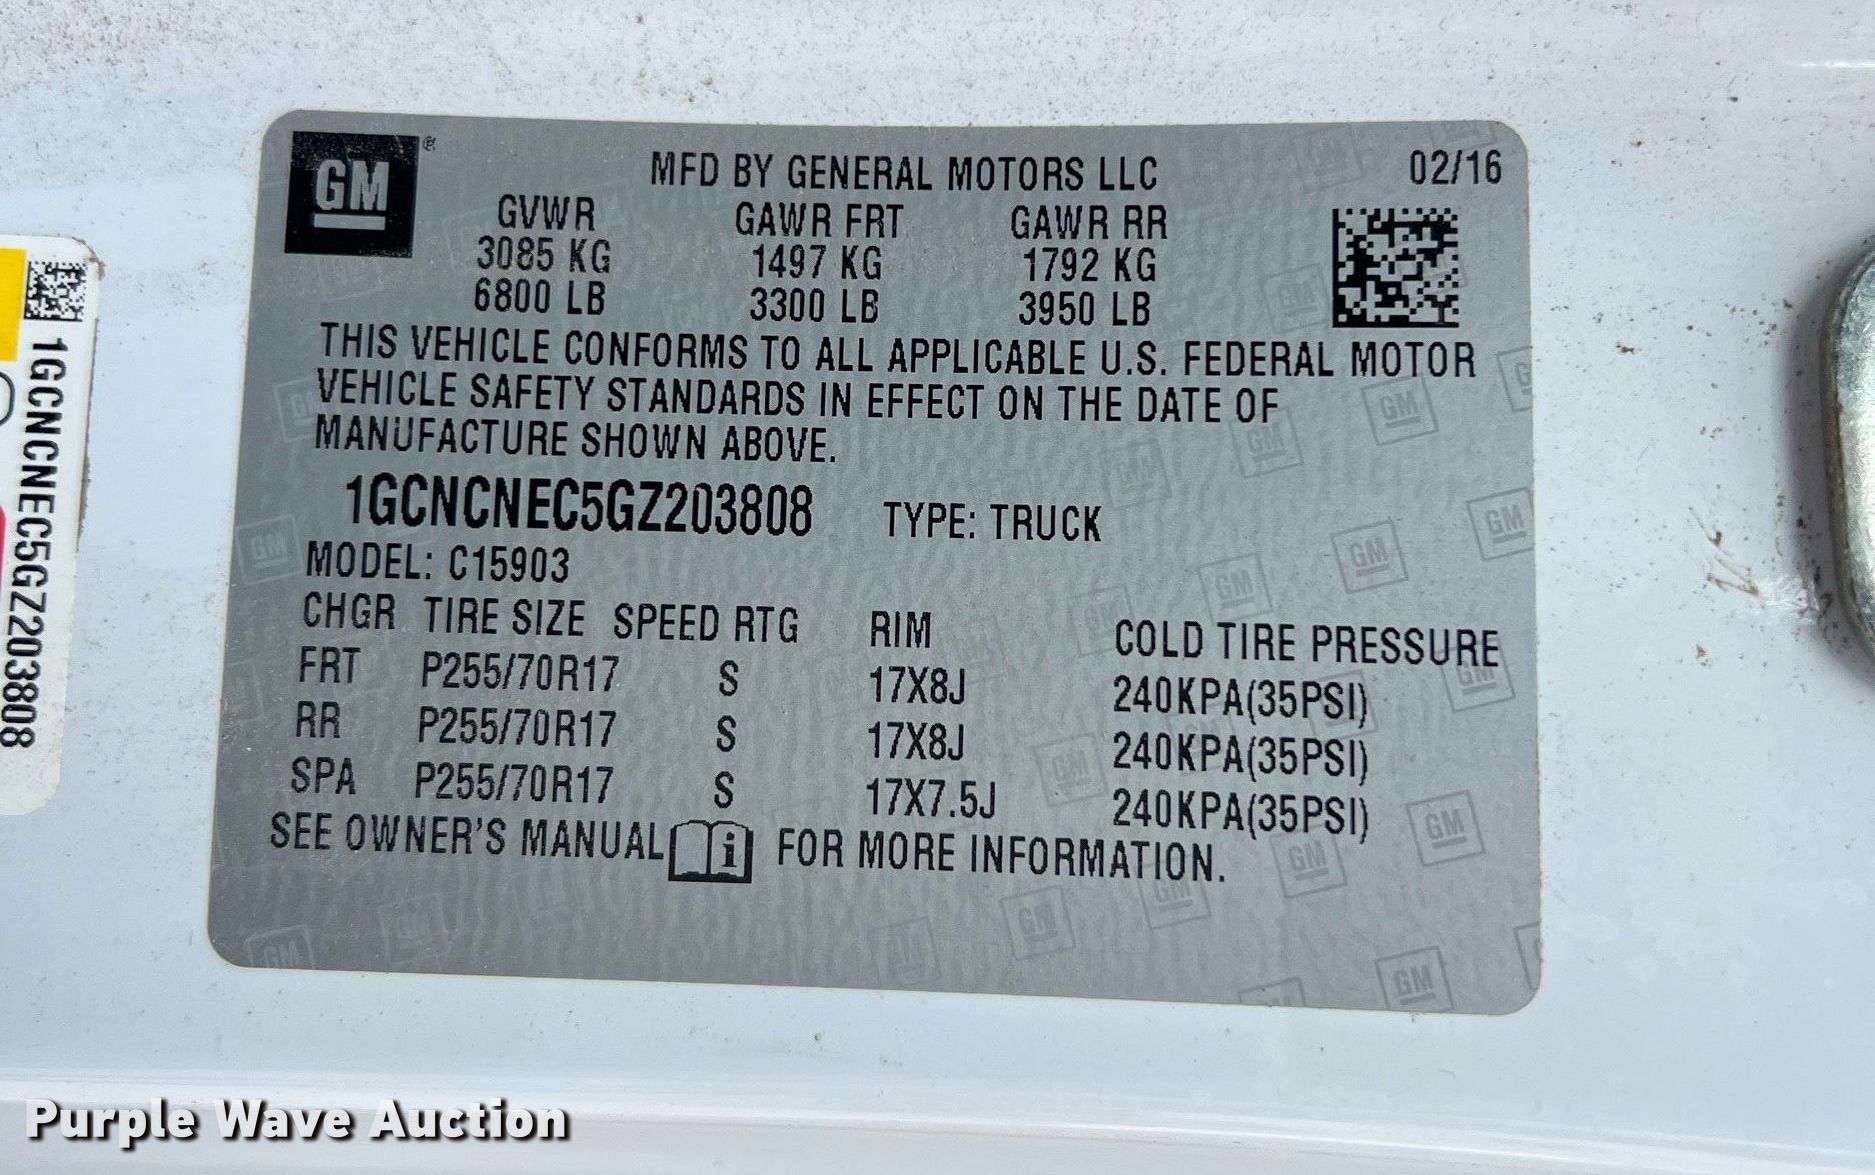 GM
MFD BY GENERAL MOTORS LLC 02/16
GVWR GAWR FRT GAWR RR
3085 KG 1497 KG 1792 KG
6800 LB 3300 LB 3950 LB
THIS VEHICLE CONFORMS TO ALL APPLICABLE U.S. FEDERAL MOTOR
VEHICLE SAFETY STANDARDS IN EFFECT ON THE DATE OF
MANUFACTURE SHOWN ABOVE.
1GCNCNEC5GZ203808 TYPE: TRUCK
MODEL: C15903
CHGR TIRE SIZE SPEED RTG RIM COLD TIRE PRESSURE
FRT P255/70R17 S 17X8J 240KPA(35PSI)
RR P255/70R17 S 17X8J 240KPA(35PSI)
SPA P255/70R17 S 17X7.5J 240KPA(35PSI)
SEE OWNER'S MANUAL i FOR MORE INFORMATION.
1GCNCNEC5GZ203808
Purple Wave Auction